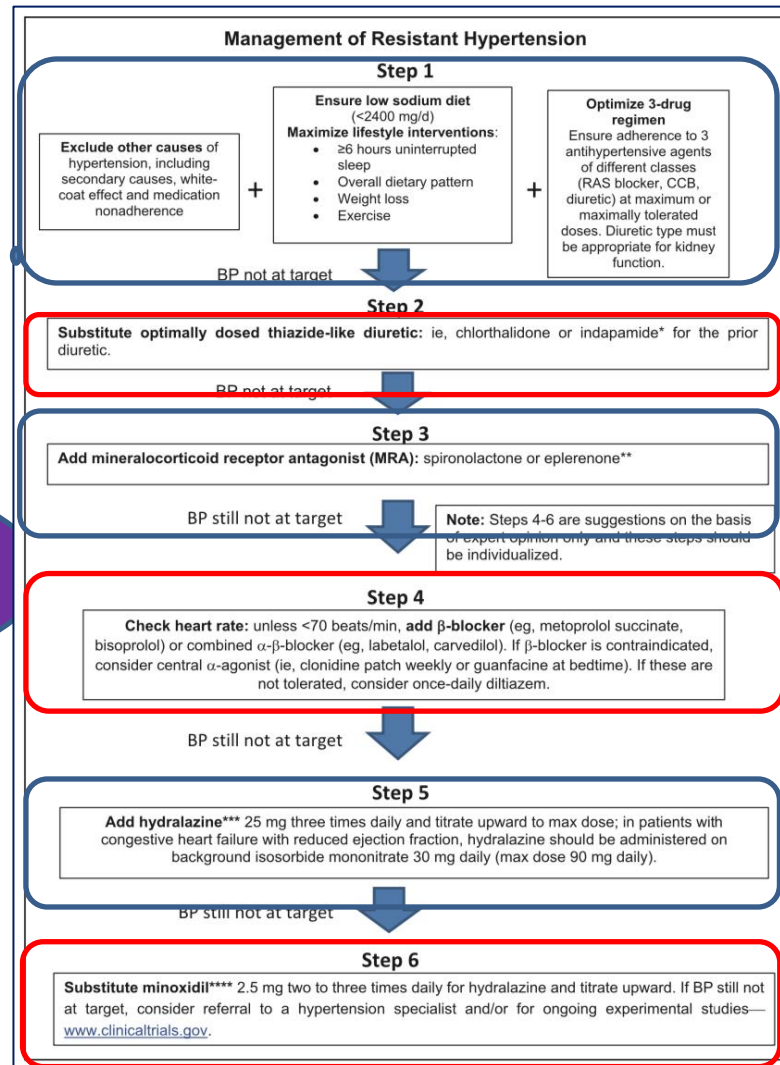 Management of Resistant Hypertension
Step 1
Exclude other causes of
hypertension, including
secondary causes, white-
coat effect and medication
nonadherence
+
Ensure low sodium diet
(<2400 mg/d)
Maximize lifestyle interventions:
• ≥6 hours uninterrupted
sleep
• Overall dietary pattern
• Weight loss
• Exercise
+
Optimize 3-drug
regimen
Ensure adherence to 3
antihypertensive agents
of different classes
(RAS blocker, CCB,
diuretic) at maximum or
maximally tolerated
doses. Diuretic type must
be appropriate for kidney
function.
BP not at target
Step 2
Substitute optimally dosed thiazide-like diuretic: ie, chlorthalidone or indapamide* for the prior
diuretic.
BP not at target
Step 3
Add mineralocorticoid receptor antagonist (MRA): spironolactone or eplerenone**
BP still not at target
Note: Steps 4-6 are suggestions on the basis
of expert opinion only and these steps should
be individualized.
Step 4
Check heart rate: unless <70 beats/min, add β-blocker (eg, metoprolol succinate,
bisoprolol) or combined α-β-blocker (eg, labetalol, carvedilol). If β-blocker is contraindicated,
consider central α-agonist (ie, clonidine patch weekly or guanfacine at bedtime). If these are
not tolerated, consider once-daily diltiazem.
BP still not at target
Step 5
Add hydralazine*** 25 mg three times daily and titrate upward to max dose; in patients with
congestive heart failure with reduced ejection fraction, hydralazine should be administered on
background isosorbide mononitrate 30 mg daily (max dose 90 mg daily).
BP still not at target
Step 6
Substitute minoxidil**** 2.5 mg two to three times daily for hydralazine and titrate upward. If BP still not
at target, consider referral to a hypertension specialist and/or for ongoing experimental studies—
www.clinicaltrials.gov.